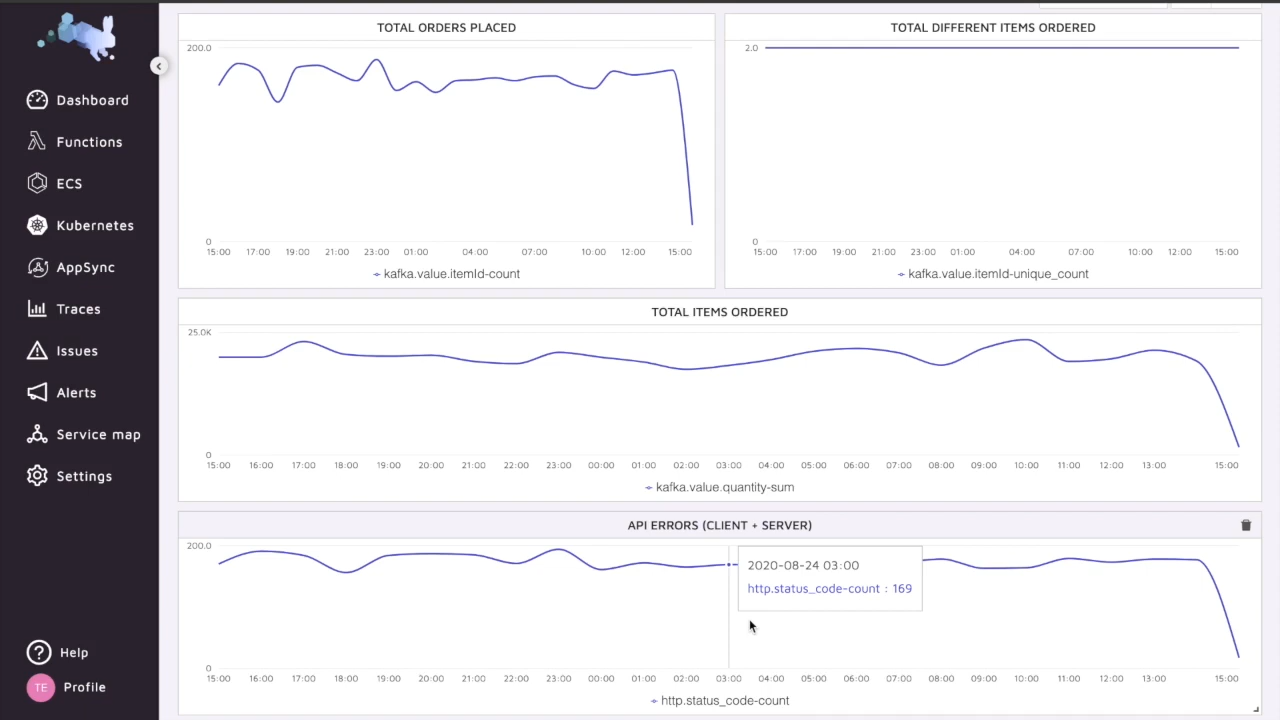 Dashboard
Functions
ECS
Kubernetes
AppSync
Traces
Issues
Alerts
Service map
Settings
Help
TE Profile
TOTAL ORDERS PLACED
200.0
0
15:00 17:00 19:00 21:00 23:00 01:00 04:00 07:00 10:00 12:00 15:00
kafka.value.itemId-count
TOTAL DIFFERENT ITEMS ORDERED
2.0
0
15:00 17:00 19:00 21:00 23:00 01:00 04:00 07:00 10:00 12:00 15:00
kafka.value.itemId-unique_count
TOTAL ITEMS ORDERED
25.0K
0
15:00 16:00 17:00 18:00 19:00 20:00 21:00 22:00 23:00 00:00 01:00 02:00 03:00 04:00 05:00 06:00 07:00 08:00 09:00 10:00 11:00 12:00 13:00 15:00
kafka.value.quantity-sum
API ERRORS (CLIENT + SERVER)
200.0
2020-08-24 03:00
http.status_code-count : 169
0
15:00 16:00 17:00 18:00 19:00 20:00 21:00 22:00 23:00 00:00 01:00 02:00 03:00 04:00 05:00 06:00 07:00 08:00 09:00 10:00 11:00 12:00 13:00 15:00
http.status_code-count